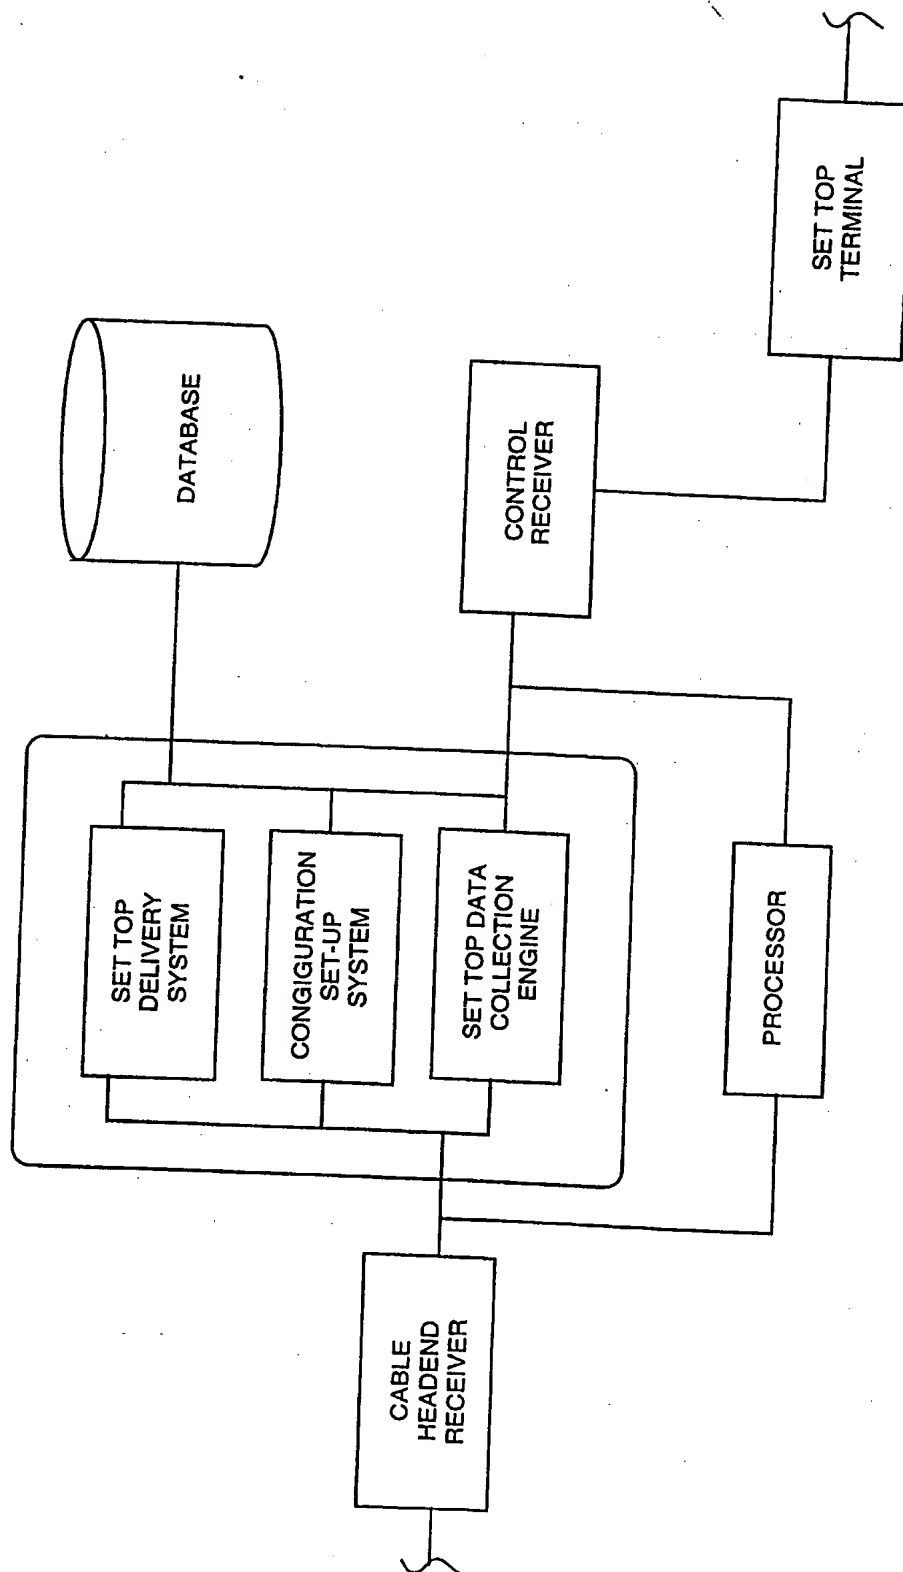 CABLE
HEADEND
RECEIVER
SET TOP
DELIVERY
SYSTEM
CONGIGURATION
SET-UP
SYSTEM
SET TOP DATA
COLLECTION
ENGINE
PROCESSOR
DATABASE
CONTROL
RECEIVER
SET TOP
TERMINAL